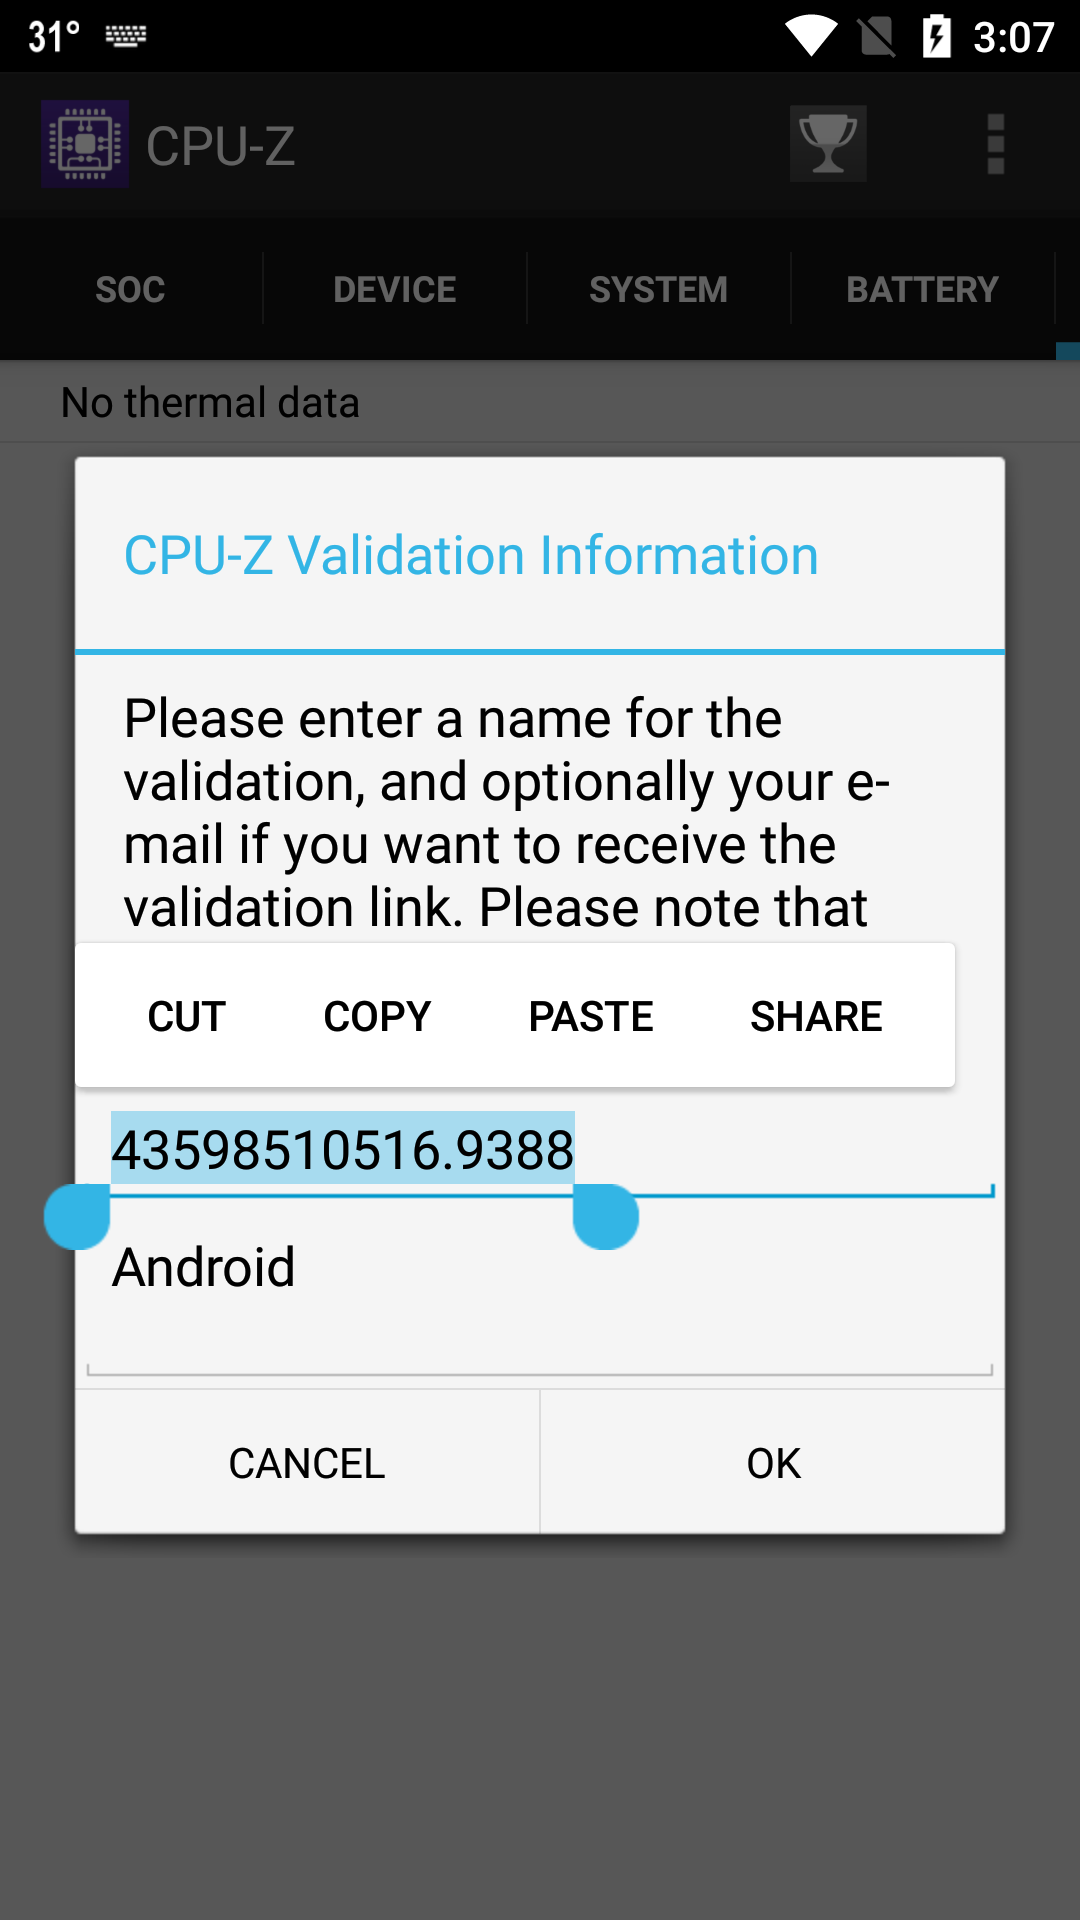 31° 3:07
CPU-Z
SOC DEVICE SYSTEM BATTERY
No thermal data
CPU-Z Validation Information
Please enter a name for the
validation, and optionally your e-
mail if you want to receive the
validation link. Please note that
CUT COPY PASTE SHARE
43598510516.9388
Android
CANCEL OK